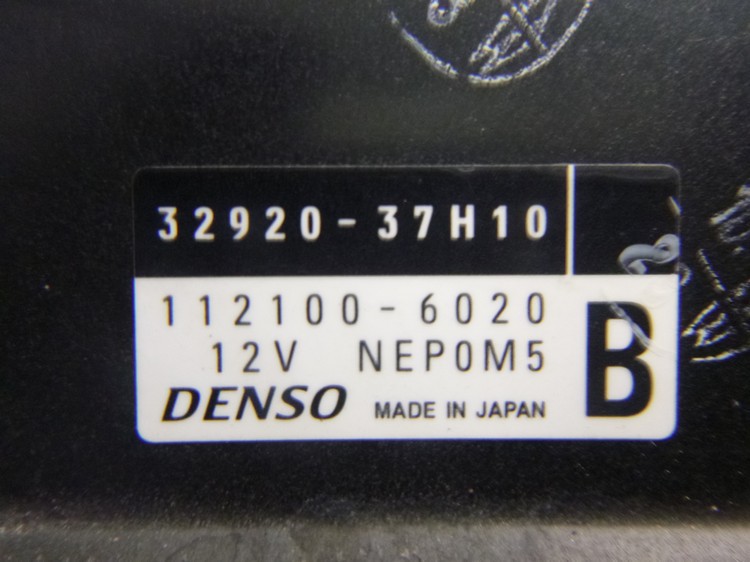 32920-37H10
112100-6020
12V NEP0M5
B
DENSO MADE IN JAPAN